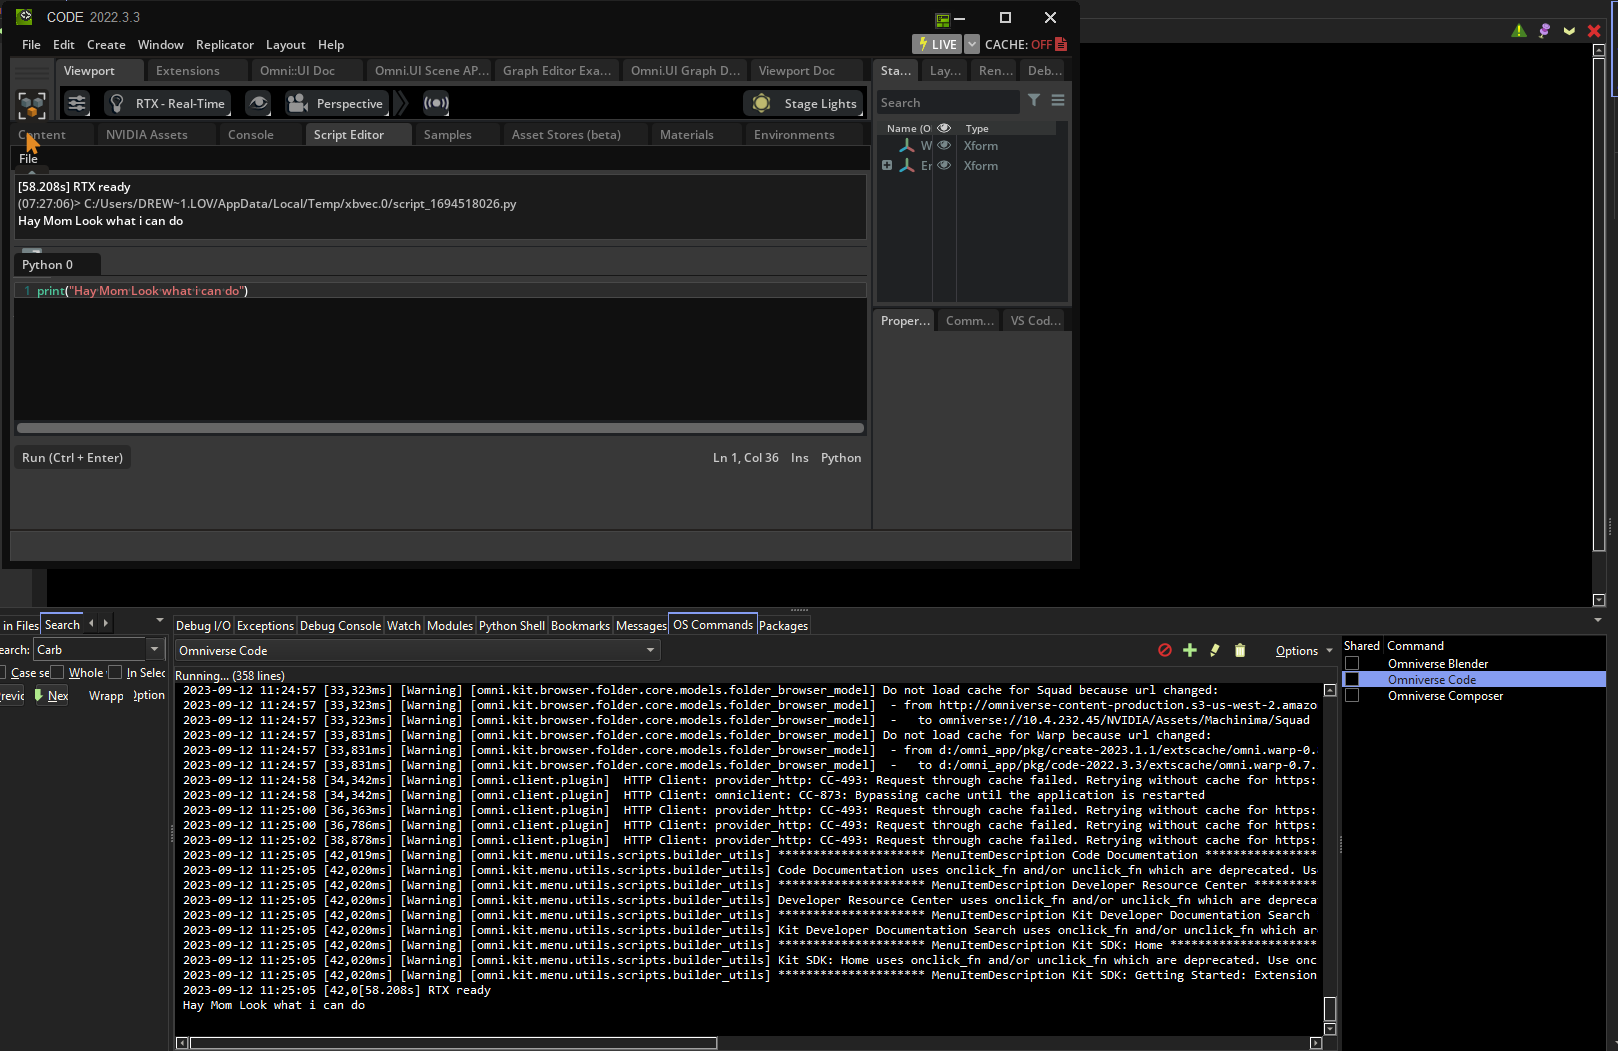 CODE 2022.3.3
File Edit Create Window Replicator Layout Help
LIVE CACHE: OFF
Viewport Extensions Omni::UI Doc Omni.UI Scene AP... Graph Editor Exa... Omni.UI Graph D... Viewport Doc
Sta... Lay... Ren... Deb...
RTX - Real-Time Perspective Stage Lights
Search
Content NVIDIA Assets Console Script Editor Samples Asset Stores (beta) Materials Environments
Name (O Type
W Xform
Er Xform
File
[58.208s] RTX ready
(07:27:06)> C:/Users/DREW~1.LOV/AppData/Local/Temp/xbvec.0/script_1694518026.py
Hay Mom Look what i can do
Python 0
1 print("Hay Mom Look what i can do")
Proper... Comm... VS Cod...
Run (Ctrl + Enter) Ln 1, Col 36 Ins Python
in Files Search
Debug I/O Exceptions Debug Console Watch Modules Python Shell Bookmarks Messages OS Commands Packages
earch: Carb
Case se Whole In Selec
revic Nex Wrapp Option
Omniverse Code
Options
Shared Command
Omniverse Blender
Omniverse Code
Omniverse Composer
Running... (358 lines)
2023-09-12 11:24:57 [33,323ms] [Warning] [omni.kit.browser.folder.core.models.folder_browser_model] Do not load cache for Squad because url changed:
2023-09-12 11:24:57 [33,323ms] [Warning] [omni.kit.browser.folder.core.models.folder_browser_model]  - from http://omniverse-content-production.s3-us-west-2.amazo
2023-09-12 11:24:57 [33,323ms] [Warning] [omni.kit.browser.folder.core.models.folder_browser_model]  -   to omniverse://10.4.232.45/NVIDIA/Assets/Machinima/Squad
2023-09-12 11:24:57 [33,831ms] [Warning] [omni.kit.browser.folder.core.models.folder_browser_model] Do not load cache for Warp because url changed:
2023-09-12 11:24:57 [33,831ms] [Warning] [omni.kit.browser.folder.core.models.folder_browser_model]  - from d:/omni_app/pkg/create-2023.1.1/extscache/omni.warp-0.
2023-09-12 11:24:57 [33,831ms] [Warning] [omni.kit.browser.folder.core.models.folder_browser_model]  -   to d:/omni_app/pkg/code-2022.3.3/extscache/omni.warp-0.7.
2023-09-12 11:24:58 [34,342ms] [Warning] [omni.client.plugin]  HTTP Client: provider_http: CC-493: Request through cache failed. Retrying without cache for https:
2023-09-12 11:24:58 [34,342ms] [Warning] [omni.client.plugin]  HTTP Client: omniclient: CC-873: Bypassing cache until the application is restarted
2023-09-12 11:25:00 [36,363ms] [Warning] [omni.client.plugin]  HTTP Client: provider_http: CC-493: Request through cache failed. Retrying without cache for https:
2023-09-12 11:25:00 [36,786ms] [Warning] [omni.client.plugin]  HTTP Client: provider_http: CC-493: Request through cache failed. Retrying without cache for https:
2023-09-12 11:25:02 [38,878ms] [Warning] [omni.client.plugin]  HTTP Client: provider_http: CC-493: Request through cache failed. Retrying without cache for https:
2023-09-12 11:25:05 [42,019ms] [Warning] [omni.kit.menu.utils.scripts.builder_utils] ********************* MenuItemDescription Code Documentation ****************
2023-09-12 11:25:05 [42,020ms] [Warning] [omni.kit.menu.utils.scripts.builder_utils] Code Documentation uses onclick_fn and/or unclick_fn which are deprecated. Us
2023-09-12 11:25:05 [42,020ms] [Warning] [omni.kit.menu.utils.scripts.builder_utils] ********************* MenuItemDescription Developer Resource Center *********
2023-09-12 11:25:05 [42,020ms] [Warning] [omni.kit.menu.utils.scripts.builder_utils] Developer Resource Center uses onclick_fn and/or unclick_fn which are depreca
2023-09-12 11:25:05 [42,020ms] [Warning] [omni.kit.menu.utils.scripts.builder_utils] ********************* MenuItemDescription Kit Developer Documentation Search
2023-09-12 11:25:05 [42,020ms] [Warning] [omni.kit.menu.utils.scripts.builder_utils] Kit Developer Documentation Search uses onclick_fn and/or unclick_fn which ar
2023-09-12 11:25:05 [42,020ms] [Warning] [omni.kit.menu.utils.scripts.builder_utils] ********************* MenuItemDescription Kit SDK: Home *********************
2023-09-12 11:25:05 [42,020ms] [Warning] [omni.kit.menu.utils.scripts.builder_utils] Kit SDK: Home uses onclick_fn and/or unclick_fn which are deprecated. Use onc
2023-09-12 11:25:05 [42,020ms] [Warning] [omni.kit.menu.utils.scripts.builder_utils] ********************* MenuItemDescription Kit SDK: Getting Started: Extension
2023-09-12 11:25:05 [42,0[58.208s] RTX ready
Hay Mom Look what i can do